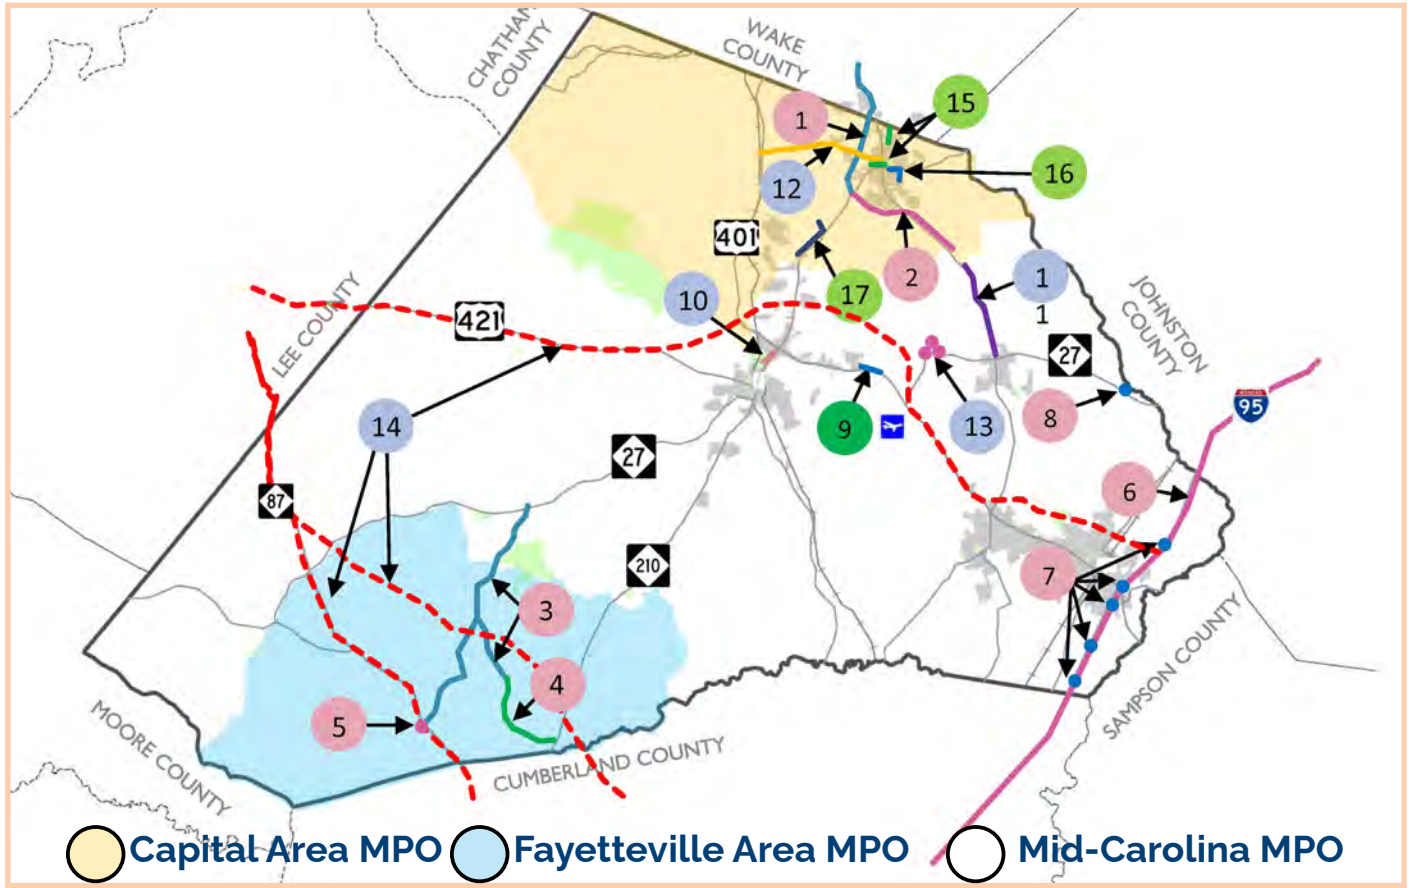 CHATHAM
COUNTY
WAKE
COUNTY
1
15
12
16
401
2
1
1
17
10
JOHNSTON
COUNTY
LEE COUNTY
421
27
95
14
9
13
8
27
87
6
210
7
3
4
5
SAMPSON COUNTY
MOORE COUNTY
CUMBERLAND COUNTY
Capital Area MPO
Fayetteville Area MPO
Mid-Carolina MPO